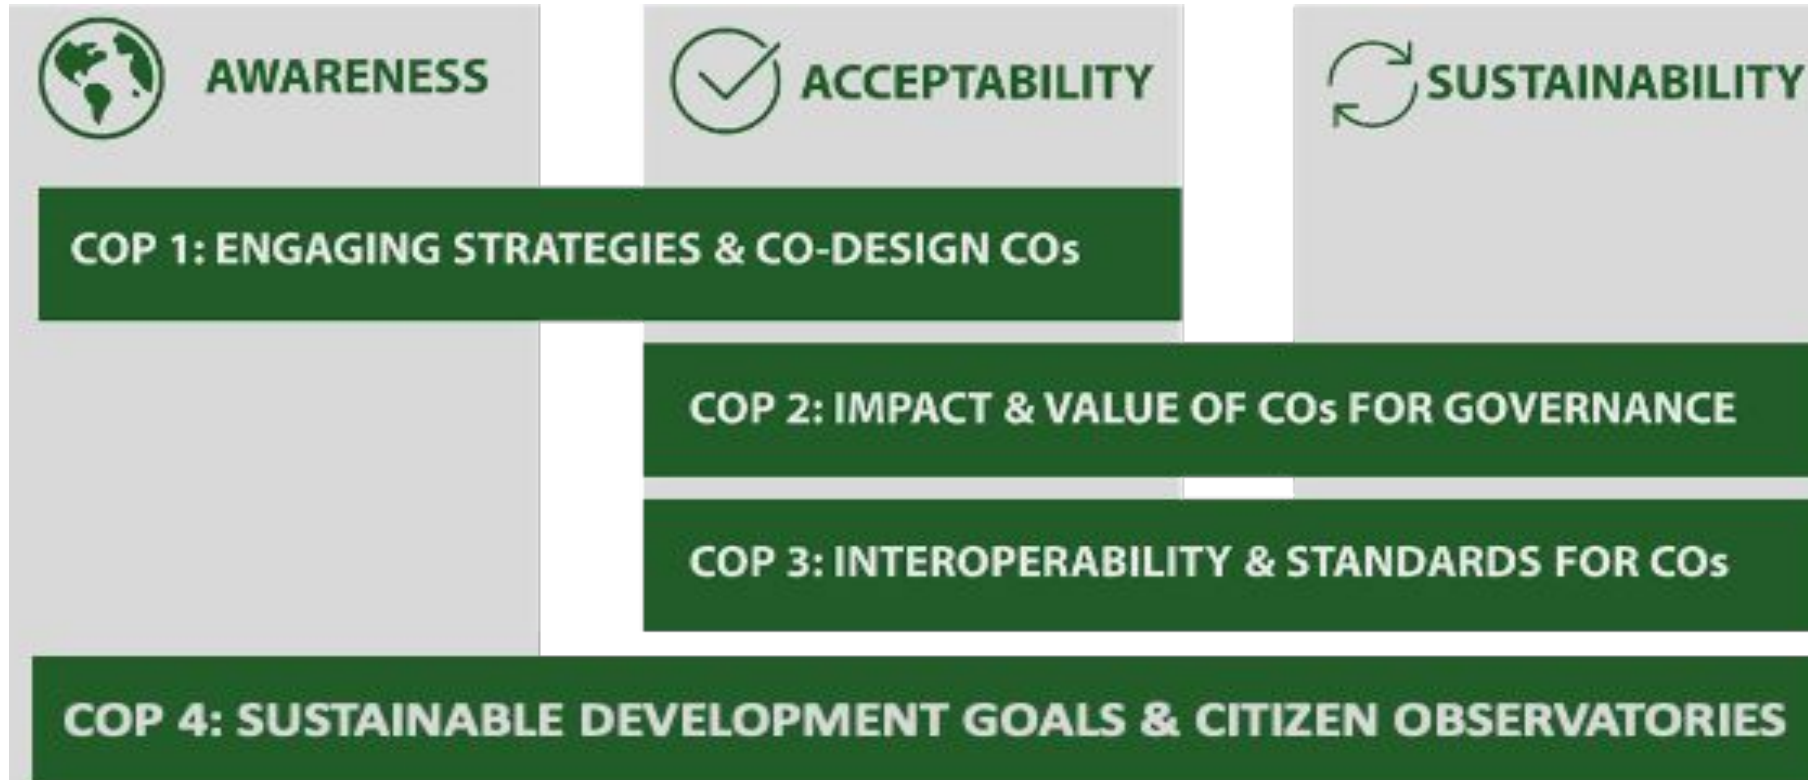 AWARENESS
ACCEPTABILITY
SUSTAINABILITY
COP 1: ENGAGING STRATEGIES & CO-DESIGN COs
COP 2: IMPACT & VALUE OF COs FOR GOVERNANCE
COP 3: INTEROPERABILITY & STANDARDS FOR COs
COP 4: SUSTAINABLE DEVELOPMENT GOALS & CITIZEN OBSERVATORIES